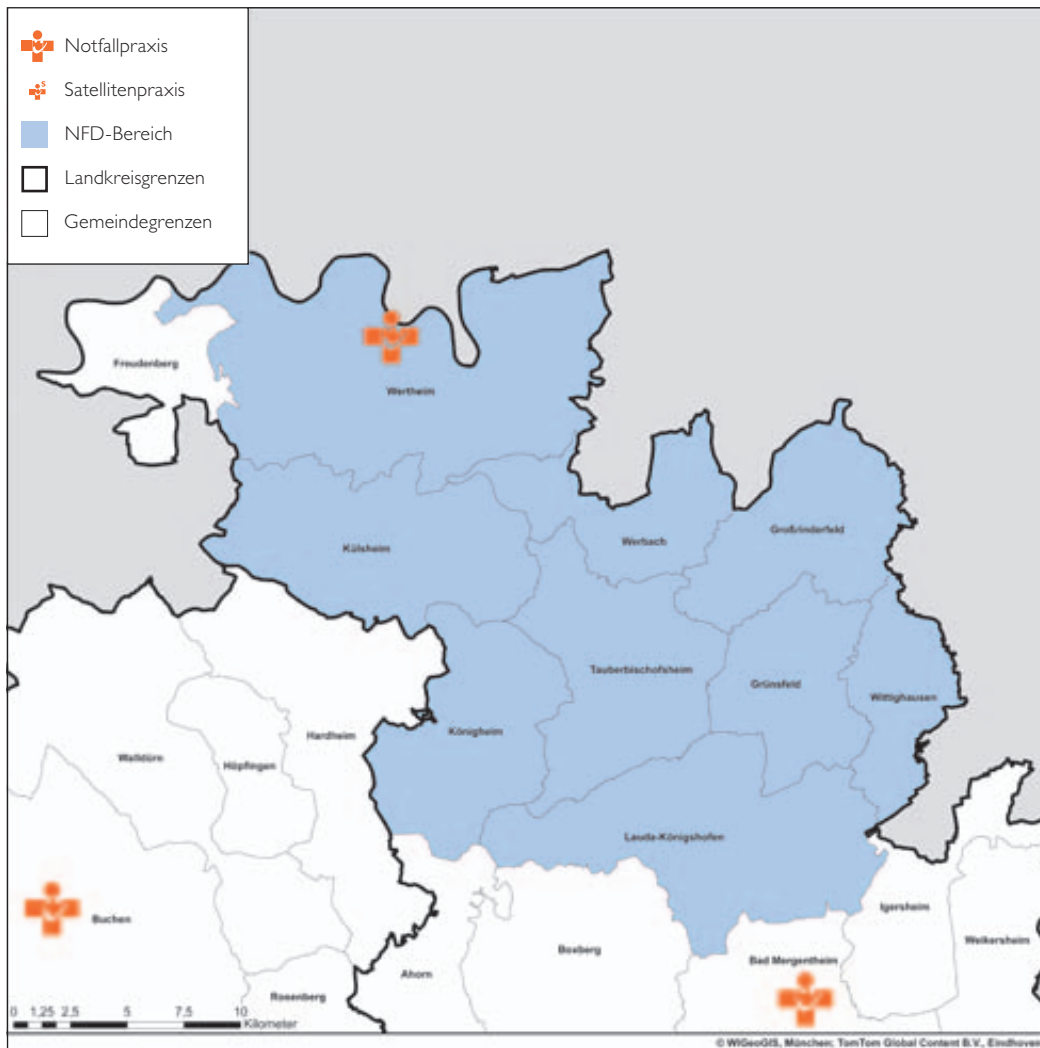 Notfallpraxis
S
Satellitenpraxis
NFD-Bereich
Landkreisgrenzen
Gemeindegrenzen
Freudenberg
Wertheim
Külsheim
Werbach
Großrinderfeld
Tauberbischofsheim
Grünsfeld
Wittighausen
Königheim
Hardheim
Walldürn
Höpfingen
Lauda-Königshofen
Buchen
Igersheim
Boxberg
Weikersheim
Bad Mergentheim
Ahorn
Rosenberg
0 1,25 2,5 5 7,5 10
Kilometer
© WIGeoGIS, München; TomTom Global Content B.V., Eindhoven